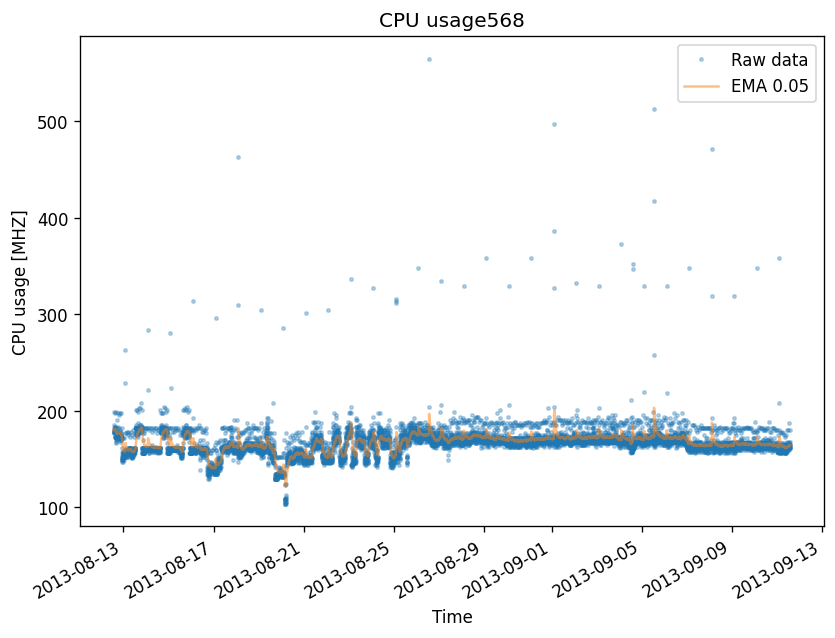 CPU usage568
Raw data
EMA 0.05
CPU usage [MHZ]
500
400
300
200
100
2013-08-13
2013-08-17
2013-08-21
2013-08-25
2013-08-29
2013-09-01
2013-09-05
2013-09-09
2013-09-13
Time